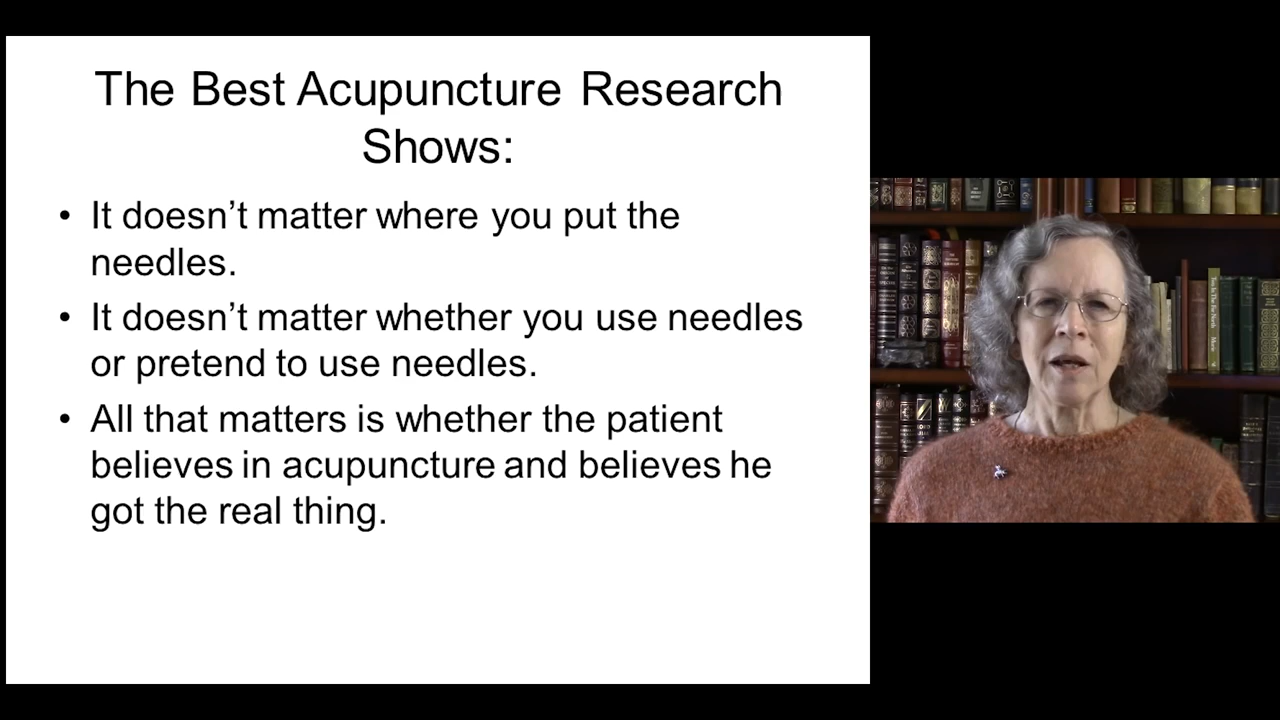 The Best Acupuncture Research
Shows:
• It doesn’t matter where you put the
needles.
• It doesn’t matter whether you use needles
or pretend to use needles.
• All that matters is whether the patient
believes in acupuncture and believes he
got the real thing.